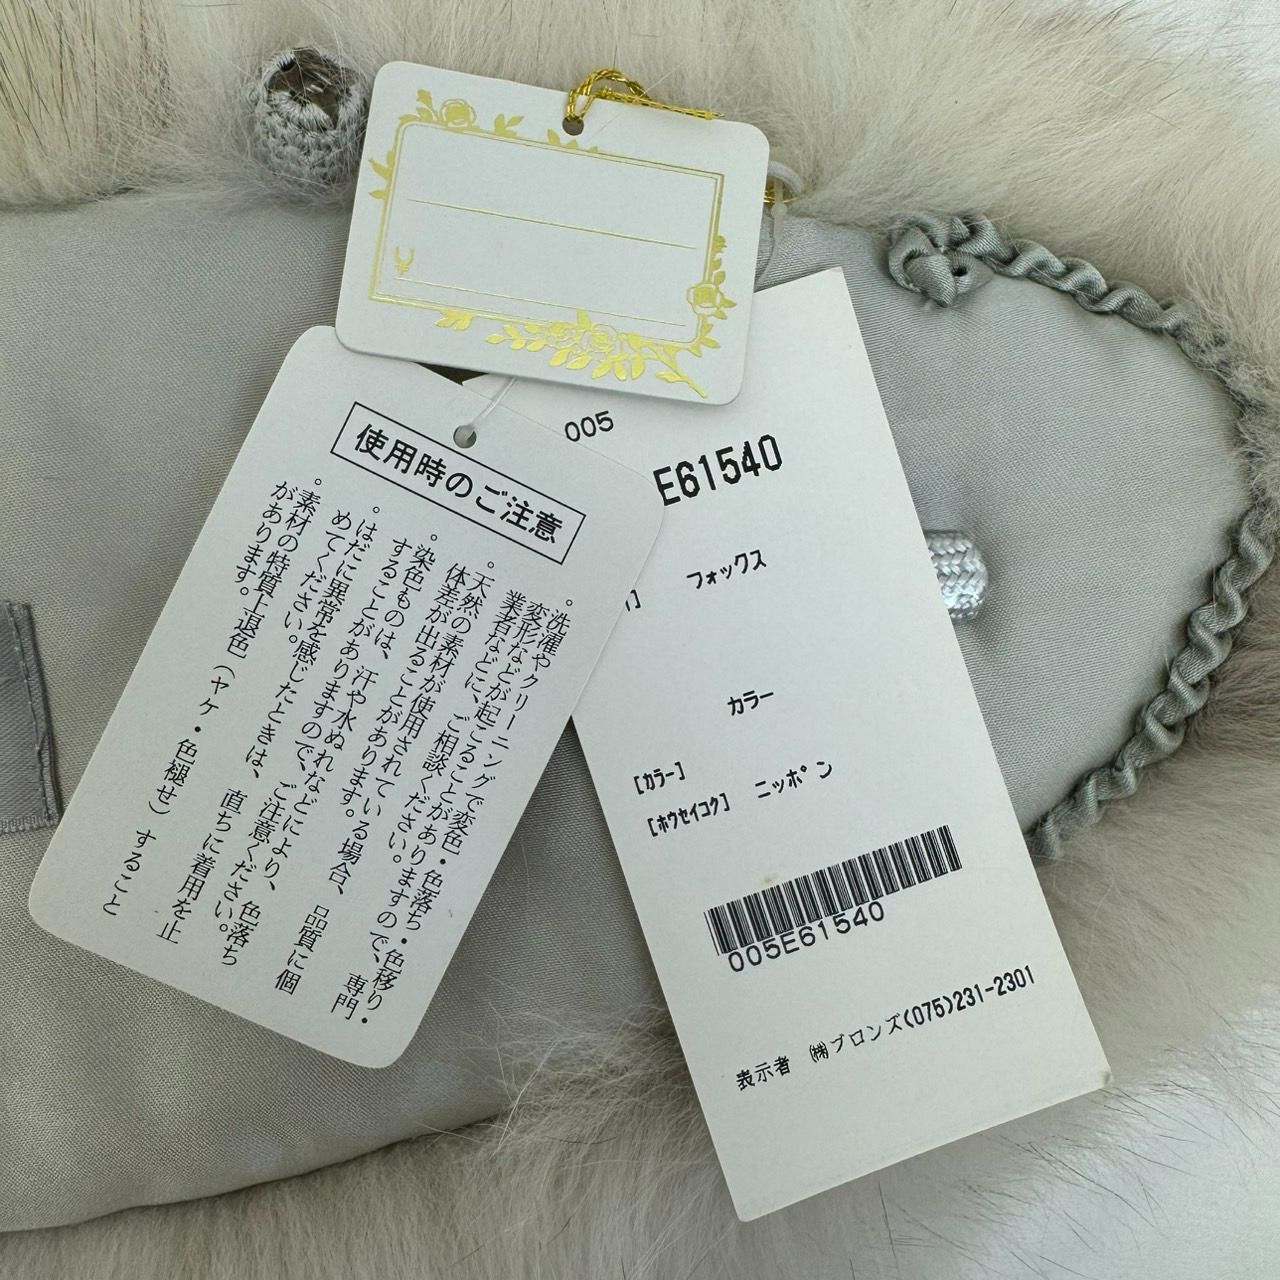 ¥
使用時のご注意
。洗濯やクリーニングで変色・色落ち・色移り・
変形などが起こることがありますので、専門
業者などに、ご相談ください。
。天然の素材が使用されている場合、品質に個
体差が出ることがあります。
。染色ものは、汗や水ぬれなどにより、色落ち
することがありますので、ご注意ください。
。はだに異常を感じたときは、直ちに着用を止
めてください。
。素材の特質上退色(ヤケ・色褪せ)すること
があります。
005
E61540
フォックス
カラー
[カラー]
[ホウセイコク] ニッポン
005E61540
表示者 ㈱ブロンズ(075)231-2301